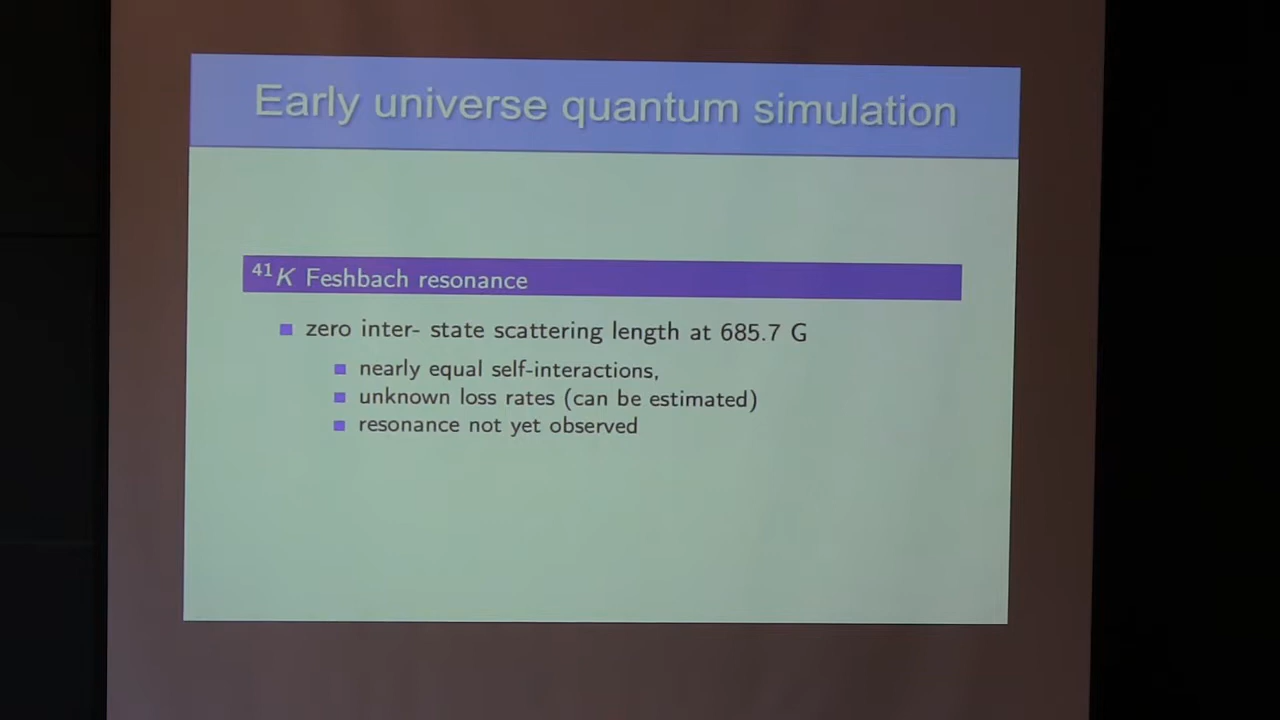 Early universe quantum simulation
⁴¹K Feshbach resonance
zero inter- state scattering length at 685.7 G
nearly equal self-interactions,
unknown loss rates (can be estimated)
resonance not yet observed